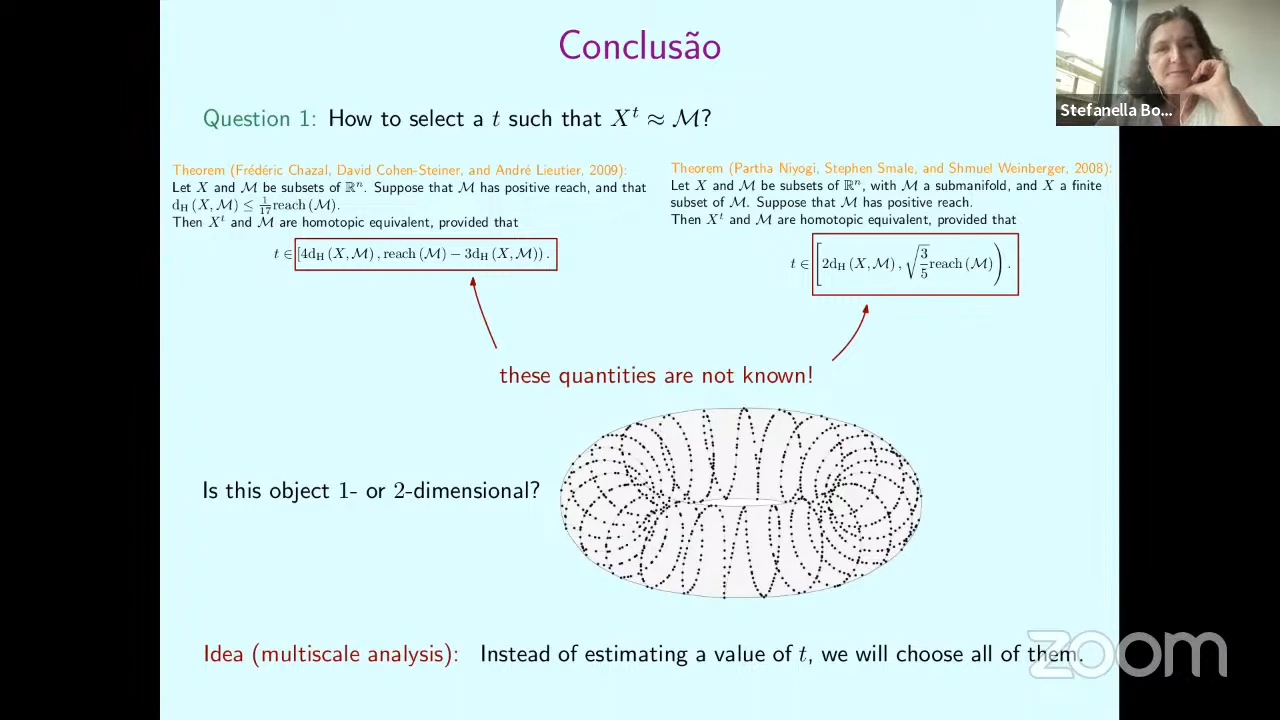 Conclusão
Stefanella Bo...
Question 1: How to select a t such that X^t ≈ ℳ?
Theorem (Frédéric Chazal, David Cohen-Steiner, and André Lieutier, 2009):
Let X and ℳ be subsets of ℝⁿ. Suppose that ℳ has positive reach, and that
d_H (X, ℳ) ≤ 1/17 reach (ℳ).
Then X^t and ℳ are homotopic equivalent, provided that
t ∈ [4d_H (X, ℳ) , reach (ℳ) − 3d_H (X, ℳ)) .
Theorem (Partha Niyogi, Stephen Smale, and Shmuel Weinberger, 2008):
Let X and ℳ be subsets of ℝⁿ, with ℳ a submanifold, and X a finite
subset of ℳ. Suppose that ℳ has positive reach.
Then X^t and ℳ are homotopic equivalent, provided that
t ∈ [2d_H (X, ℳ) , √(3/5) reach (ℳ)) .
these quantities are not known!
Is this object 1- or 2-dimensional?
Idea (multiscale analysis): Instead of estimating a value of t, we will choose all of them.
zoom